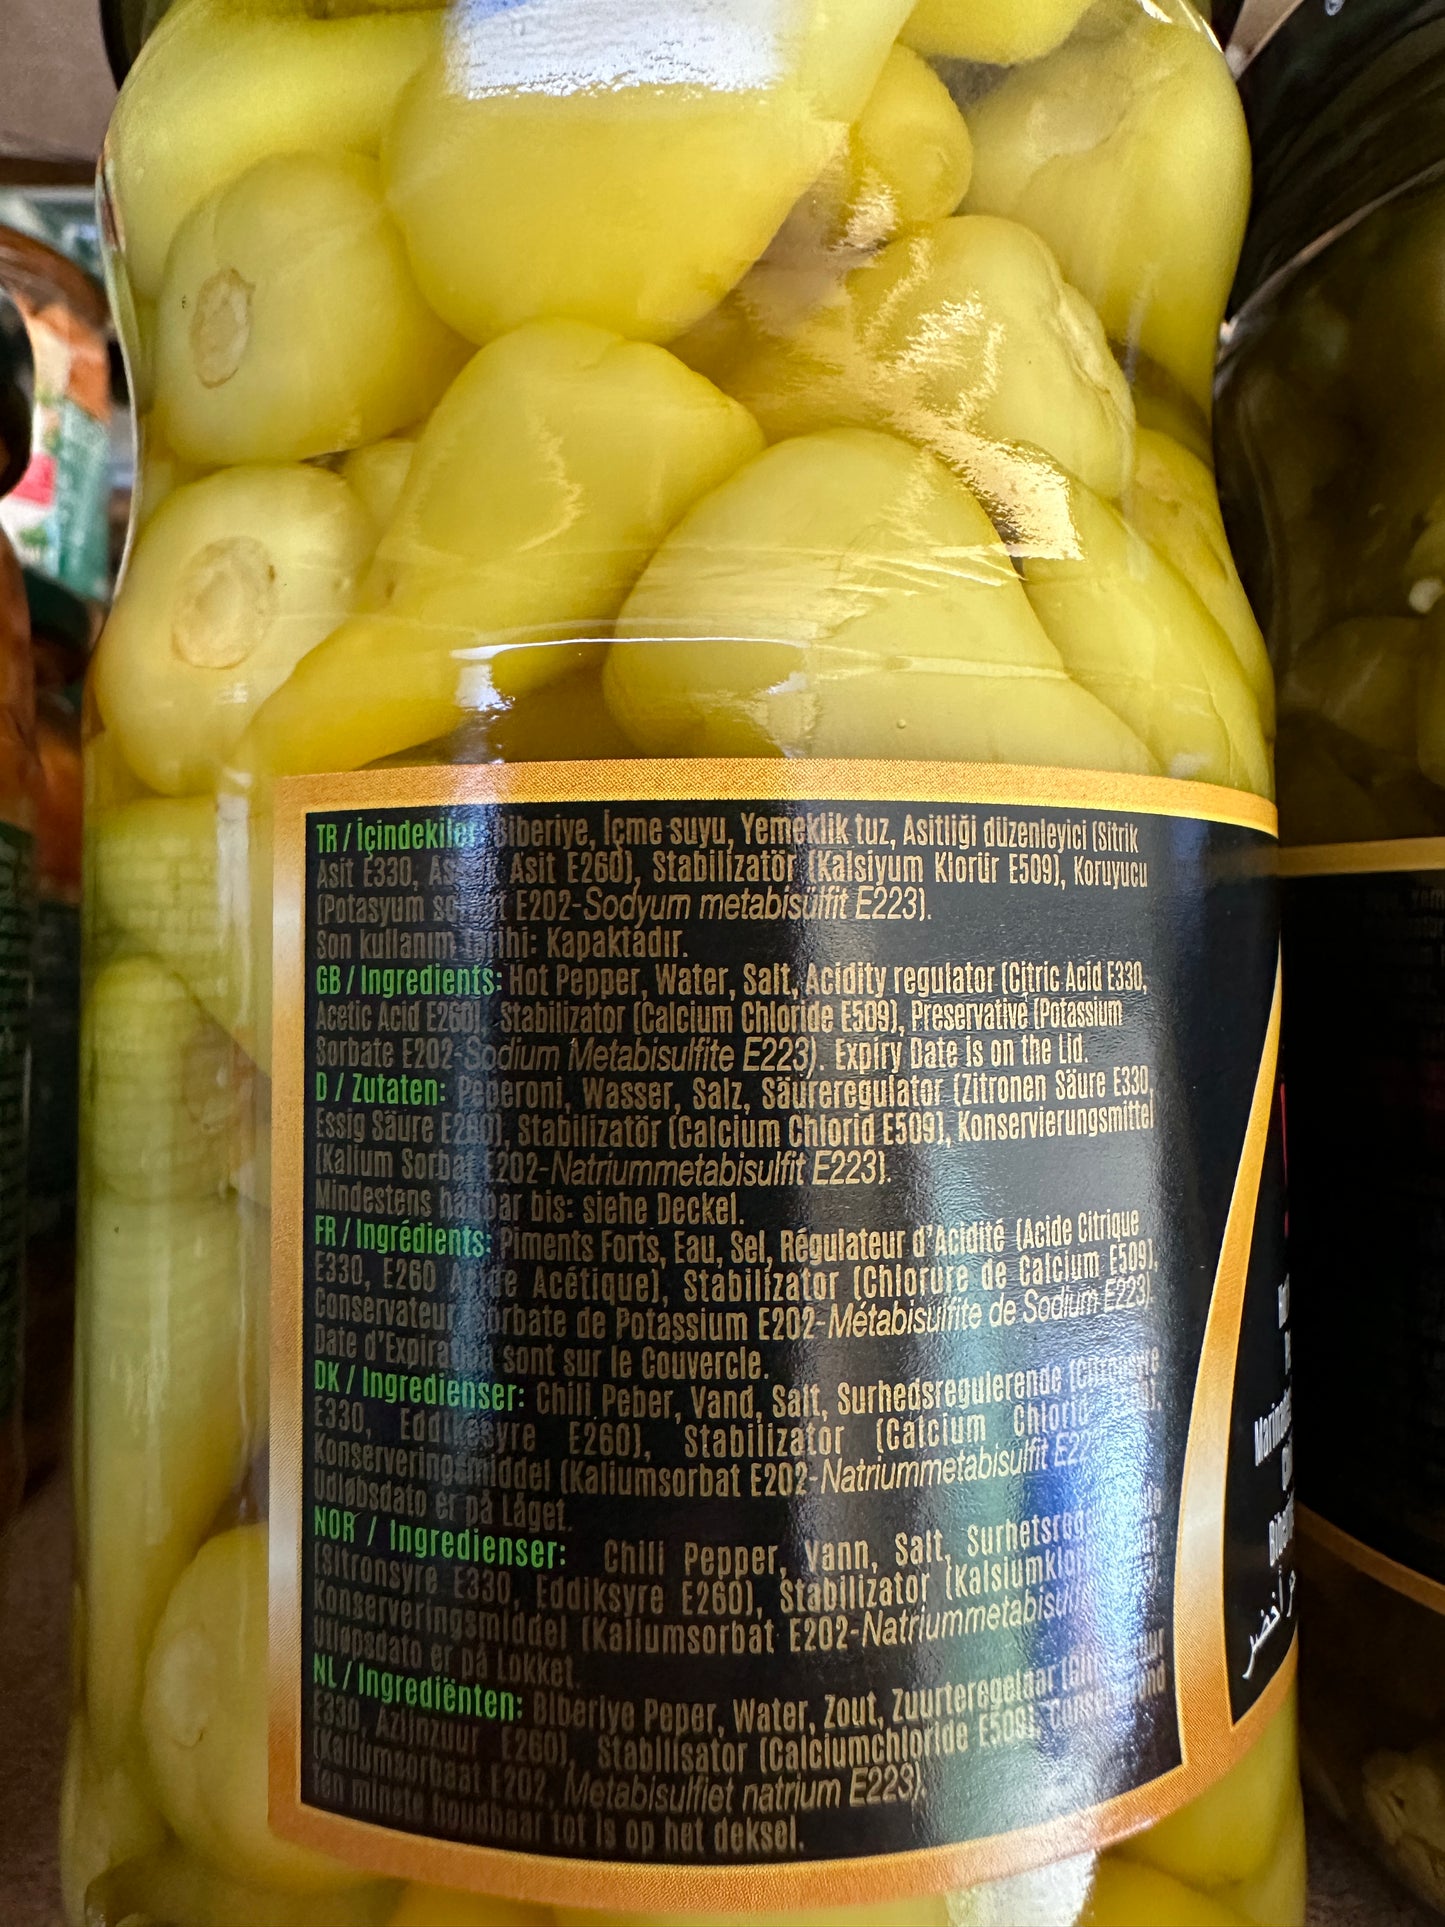 TR / İçindekiler: Biberiye, İçme suyu, Yemeklik tuz, Asitliği düzenleyici (Sitrik
Asit E330, Asit E260), Stabilizatör (Kalsiyum Klorür E509), Koruyucu
(Potasyum E202-Sodyum metabisülfit E223).
Son kullanım tarihi: Kapaktadır.
GB / Ingredients: Hot Pepper, Water, Salt, Acidity regulator (Citric Acid E330,
Acetic Acid E260), Stabilizator (Calcium Chloride E509), Preservative (Potassium
Sorbate E202-Sodium Metabisulfite E223). Expiry Date is on the Lid.
D / Zutaten: Peperoni, Wasser, Salz, Säureregulator (Zitronen Säure E330,
Essig Säure E260), Stabilizatör (Calcium Chlorid E509), Konservierungsmittel
(Kalium Sorbat E202-Natriummetabisulfit E223).
Mindestens haltbar bis: siehe Deckel.
FR / Ingrédients: Piments Forts, Eau, Sel, Régulateur d'Acidité (Acide Citrique
E330, E260 Acide Acétique), Stabilizator (Chlorure de Calcium E509),
Conservateur Sorbate de Potassium E202-Métabisulfite de Sodium E223).
Date d'Expiration sont sur le Couvercle.
DK / Ingredienser: Chili Peber, Vand, Salt, Surhedsregulerende (Citronsyre
E330, Eddikesyre E260), Stabilizator (Calcium Chlorid
Konserveringsmiddel (Kaliumsorbat E202-Natriummetabisulfit
Udløbsdato er på Låget.
NOR / Ingredienser: Chili Pepper, Vann, Salt,
(Sitronsyre E330, Eddiksyre E260), Stabilizator
Konserveringsmiddel (Kaliumsorbat E202-Natriummetabisulfit
Utløpsdato er på Lokket.
NL / Ingrediënten: Biberiye Peper, Water, Zout, Zuurteregelaar
E330, Azijnzuur E260), Stabilisator (Calciumchloride E509),
(Kaliumsorbaat E202, Metabisulfiet natrium E223).
Ten minste houdbaar tot is op het deksel.
أخضر